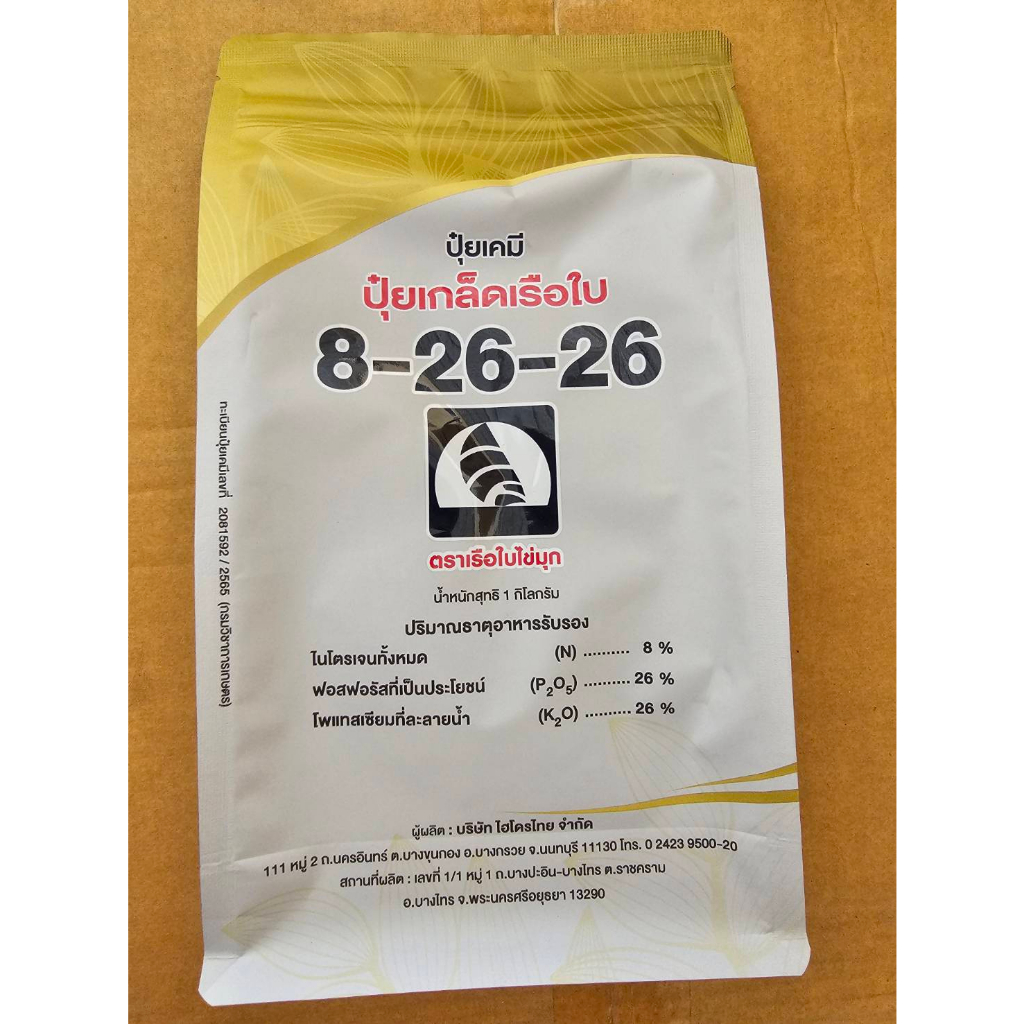 ปุ๋ยเคมี
ปุ๋ยเกล็ดเรือใบ
8-26-26
ตราเรือใบไข่มุก
น้ำหนักสุทธิ 1 กิโลกรัม
ปริมาณธาตุอาหารรับรอง
ไนโตรเจนทั้งหมด (N) .......... 8 %
ฟอสฟอรัสที่เป็นประโยชน์ (P₂O₅) .......... 26 %
โพแทสเซียมที่ละลายน้ำ (K₂O) .......... 26 %
ทะเบียนปุ๋ยเคมีเลขที่ 2081592 / 2565 (กรมวิชาการเกษตร)
ผู้ผลิต : บริษัท ไฮโดรไทย จำกัด
111 หมู่ 2 ถ.นครอินทร์ ต.บางขุนกอง อ.บางกรวย จ.นนทบุรี 11130 โทร. 0 2423 9500-20
สถานที่ผลิต : เลขที่ 1/1 หมู่ 1 ถ.บางปะอิน-บางไทร ต.ราชคราม
อ.บางไทร จ.พระนครศรีอยุธยา 13290